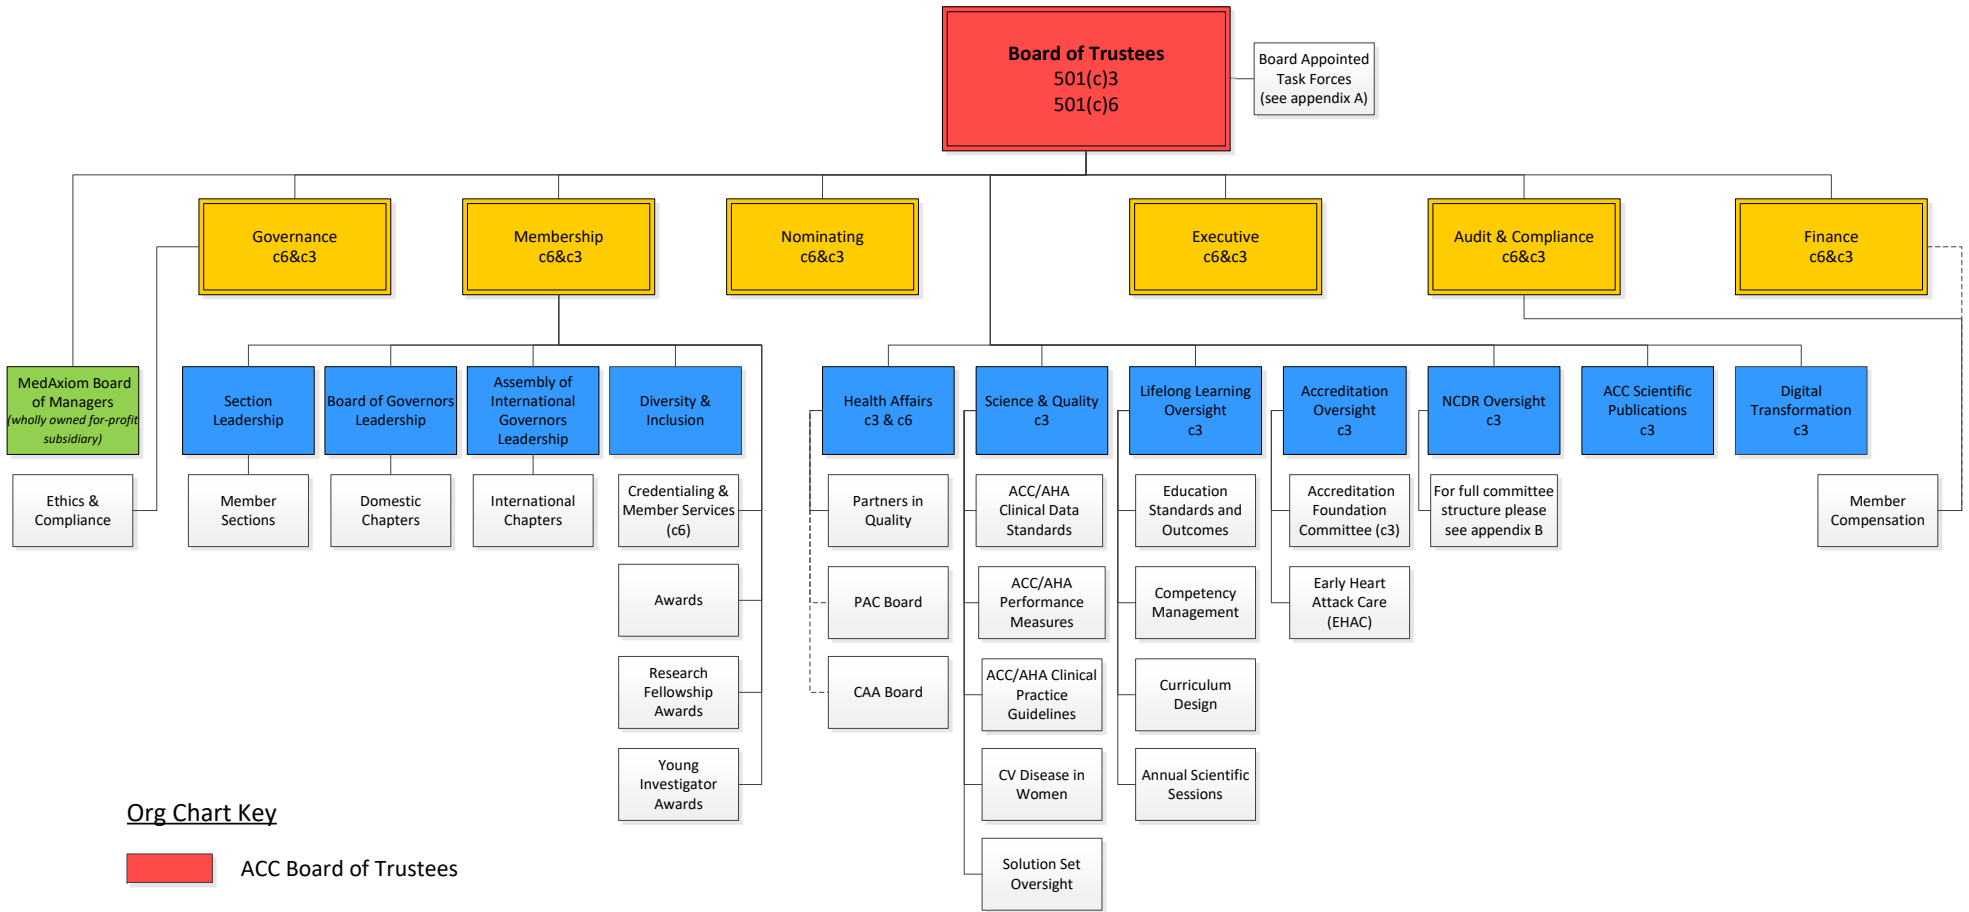 Board of Trustees
501(c)3
501(c)6
Board Appointed
Task Forces
(see appendix A)
Governance
c6&c3
Membership
c6&c3
Nominating
c6&c3
Executive
c6&c3
Audit & Compliance
c6&c3
Finance
c6&c3
MedAxiom Board
of Managers
(wholly owned for-profit
subsidiary)
Section
Leadership
Board of Governors
Leadership
Assembly of
International
Governors
Leadership
Diversity &
Inclusion
Health Affairs
c3 & c6
Science & Quality
c3
Lifelong Learning
Oversight
c3
Accreditation
Oversight
c3
NCDR Oversight
c3
ACC Scientific
Publications
c3
Digital
Transformation
c3
Ethics &
Compliance
Member
Sections
Domestic
Chapters
International
Chapters
Credentialing &
Member Services
(c6)
Partners in
Quality
ACC/AHA
Clinical Data
Standards
Education
Standards and
Outcomes
Accreditation
Foundation
Committee (c3)
For full committee
structure please
see appendix B
Member
Compensation
Awards
PAC Board
ACC/AHA
Performance
Measures
Competency
Management
Early Heart
Attack Care
(EHAC)
Research
Fellowship
Awards
CAA Board
ACC/AHA Clinical
Practice
Guidelines
Curriculum
Design
Young
Investigator
Awards
CV Disease in
Women
Annual Scientific
Sessions
Solution Set
Oversight
Org Chart Key
ACC Board of Trustees